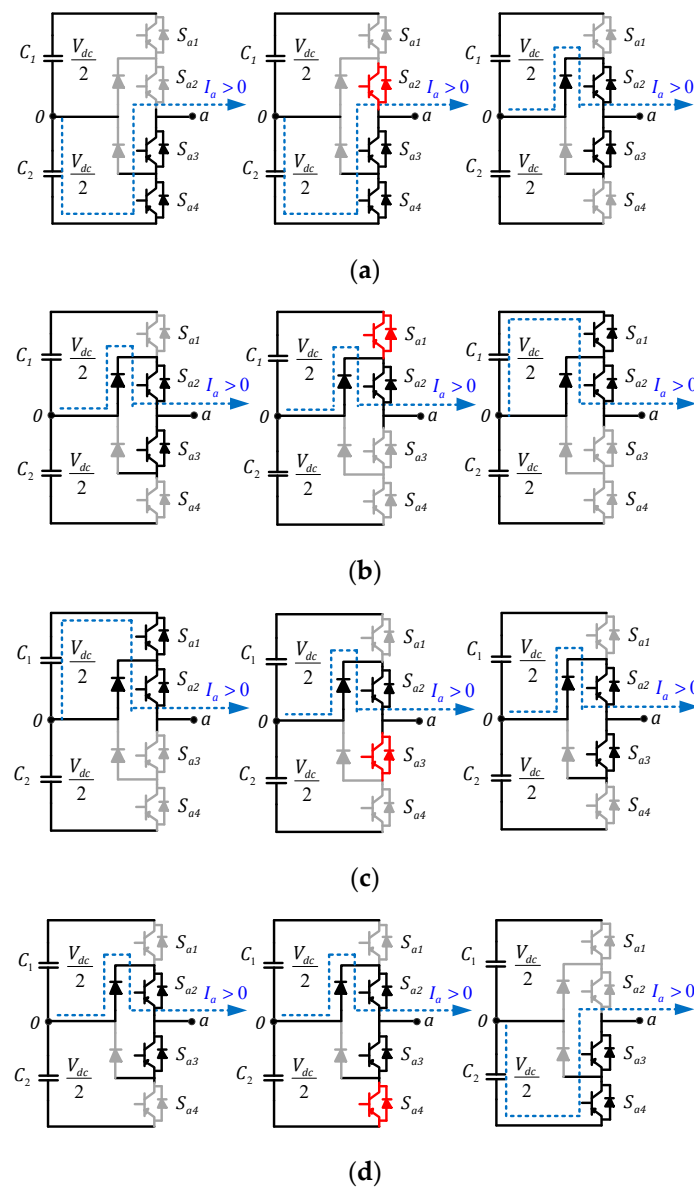 C1 Vdc/2 Sa1 C1 Vdc/2 Sa1 C1 Vdc/2 Sa1
Sa2 Ia > 0 Sa2 Ia > 0 Sa2 Ia > 0
0 a 0 a 0 a
C2 Vdc/2 Sa3 C2 Vdc/2 Sa3 C2 Vdc/2 Sa3
Sa4 Sa4 Sa4
(a)
C1 Vdc/2 Sa1 C1 Vdc/2 Sa1 C1 Vdc/2 Sa1
Sa2 Ia > 0 Sa2 Ia > 0 Sa2 Ia > 0
0 a 0 a 0 a
C2 Vdc/2 Sa3 C2 Vdc/2 Sa3 C2 Vdc/2 Sa3
Sa4 Sa4 Sa4
(b)
C1 Vdc/2 Sa1 C1 Vdc/2 Sa1 C1 Vdc/2 Sa1
Sa2 Ia > 0 Sa2 Ia > 0 Sa2 Ia > 0
0 a 0 a 0 a
C2 Vdc/2 Sa3 C2 Vdc/2 Sa3 C2 Vdc/2 Sa3
Sa4 Sa4 Sa4
(c)
C1 Vdc/2 Sa1 C1 Vdc/2 Sa1 C1 Vdc/2 Sa1
Sa2 Ia > 0 Sa2 Ia > 0 Sa2 Ia > 0
0 a 0 a 0 a
C2 Vdc/2 Sa3 C2 Vdc/2 Sa3 C2 Vdc/2 Sa3
Sa4 Sa4 Sa4
(d)